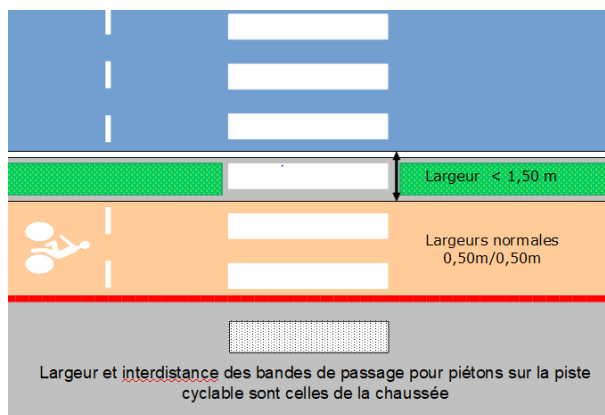 Largeur < 1,50 m
Largeurs normales
0,50m/0,50m
Largeur et interdistance des bandes de passage pour piétons sur la piste
cyclable sont celles de la chaussée